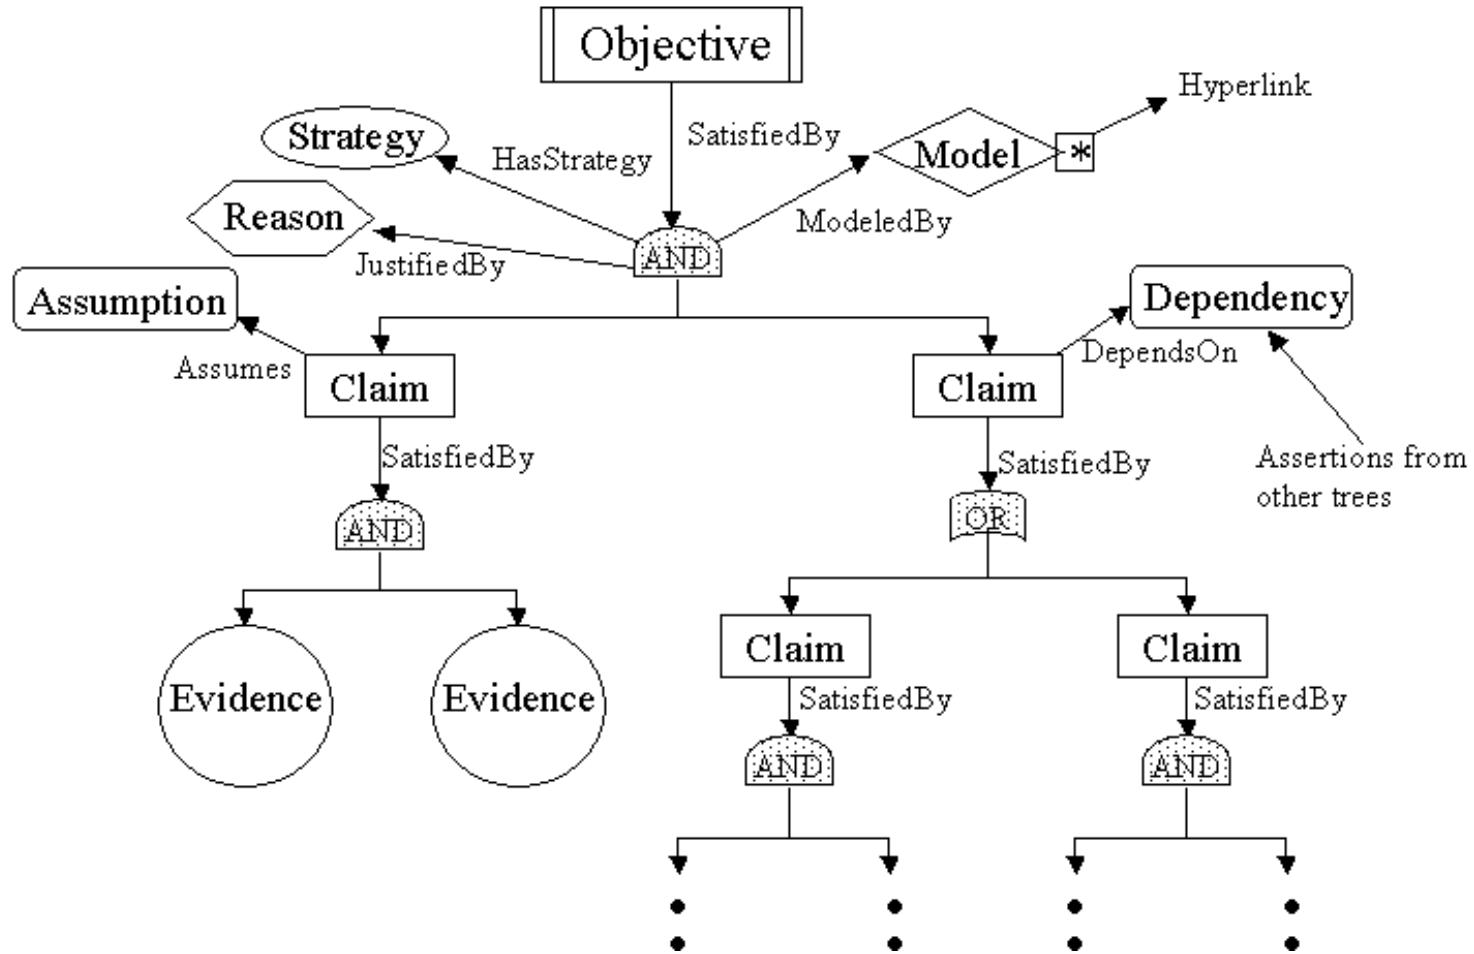 Objective
Hyperlink
Strategy
SatisfiedBy
HasStrategy
Model
*
Reason
ModeledBy
AND
JustifiedBy
Assumption
Dependency
Assumes
DependsOn
Claim
Claim
SatisfiedBy
SatisfiedBy
Assertions from
other trees
AND
OR
Claim
Claim
Evidence
Evidence
SatisfiedBy
SatisfiedBy
AND
AND